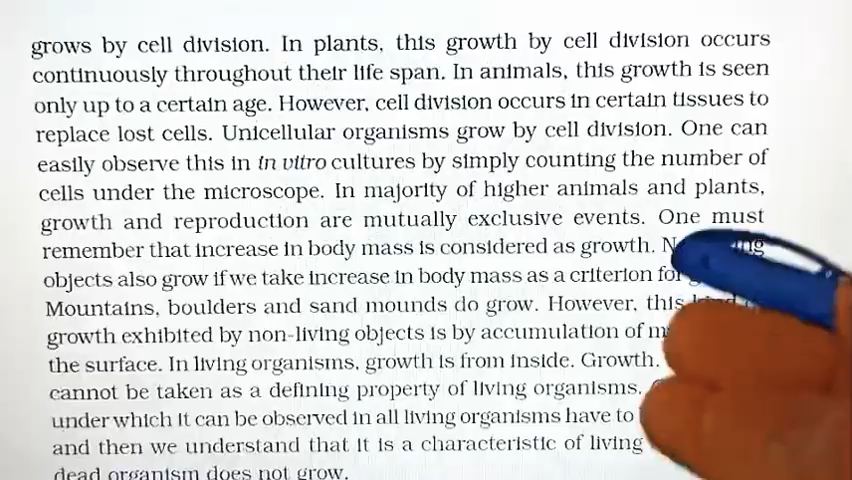 grows by cell division. In plants, this growth by cell division occurs
continuously throughout their life span. In animals, this growth is seen
only up to a certain age. However, cell division occurs in certain tissues to
replace lost cells. Unicellular organisms grow by cell division. One can
easily observe this in in vitro cultures by simply counting the number of
cells under the microscope. In majority of higher animals and plants,
growth and reproduction are mutually exclusive events. One must
remember that increase in body mass is considered as growth.
objects also grow if we take increase in body mass as a criterion for
Mountains, boulders and sand mounds do grow. However, this
growth exhibited by non-living objects is by accumulation of
the surface. In living organisms, growth is from inside. Growth.
cannot be taken as a defining property of living organisms.
under which it can be observed in all living organisms have to
and then we understand that it is a characteristic of living
dead organism does not grow.